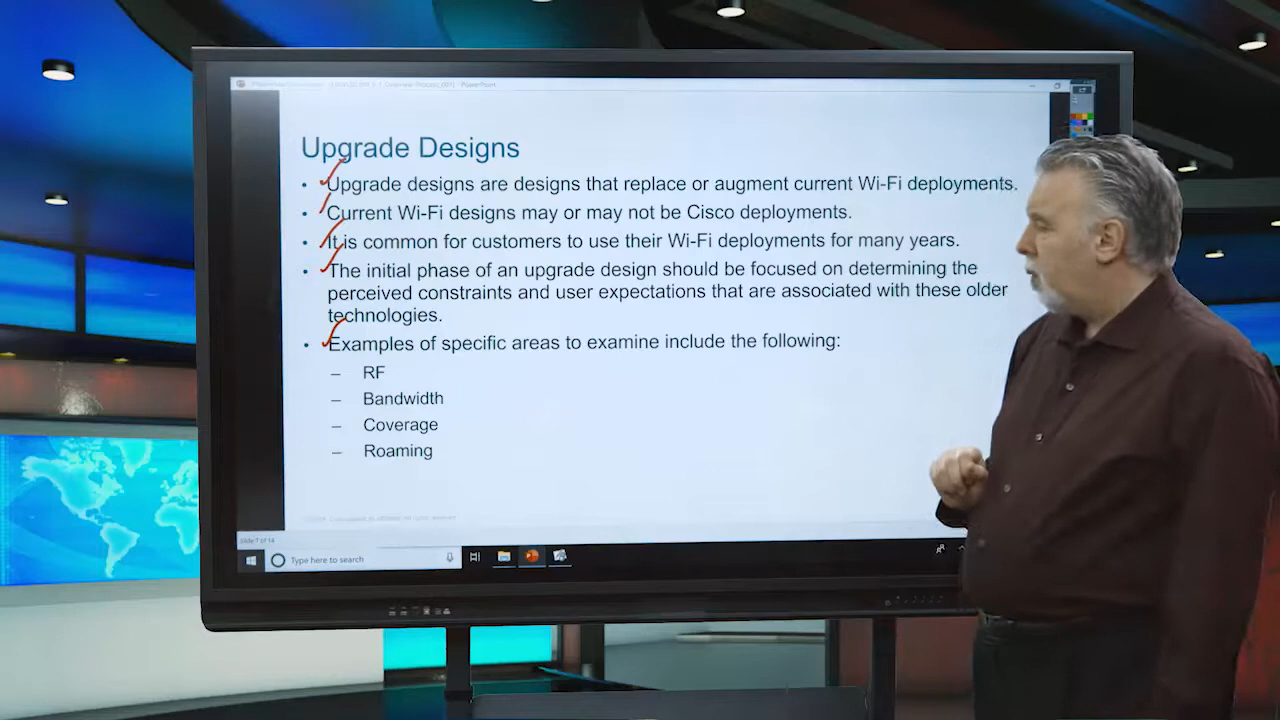 Upgrade Designs
• Upgrade designs are designs that replace or augment current Wi-Fi deployments.
• Current Wi-Fi designs may or may not be Cisco deployments.
• It is common for customers to use their Wi-Fi deployments for many years.
• The initial phase of an upgrade design should be focused on determining the
perceived constraints and user expectations that are associated with these older
technologies.
• Examples of specific areas to examine include the following:
– RF
– Bandwidth
– Coverage
– Roaming
Slide 7 of 14
Type here to search